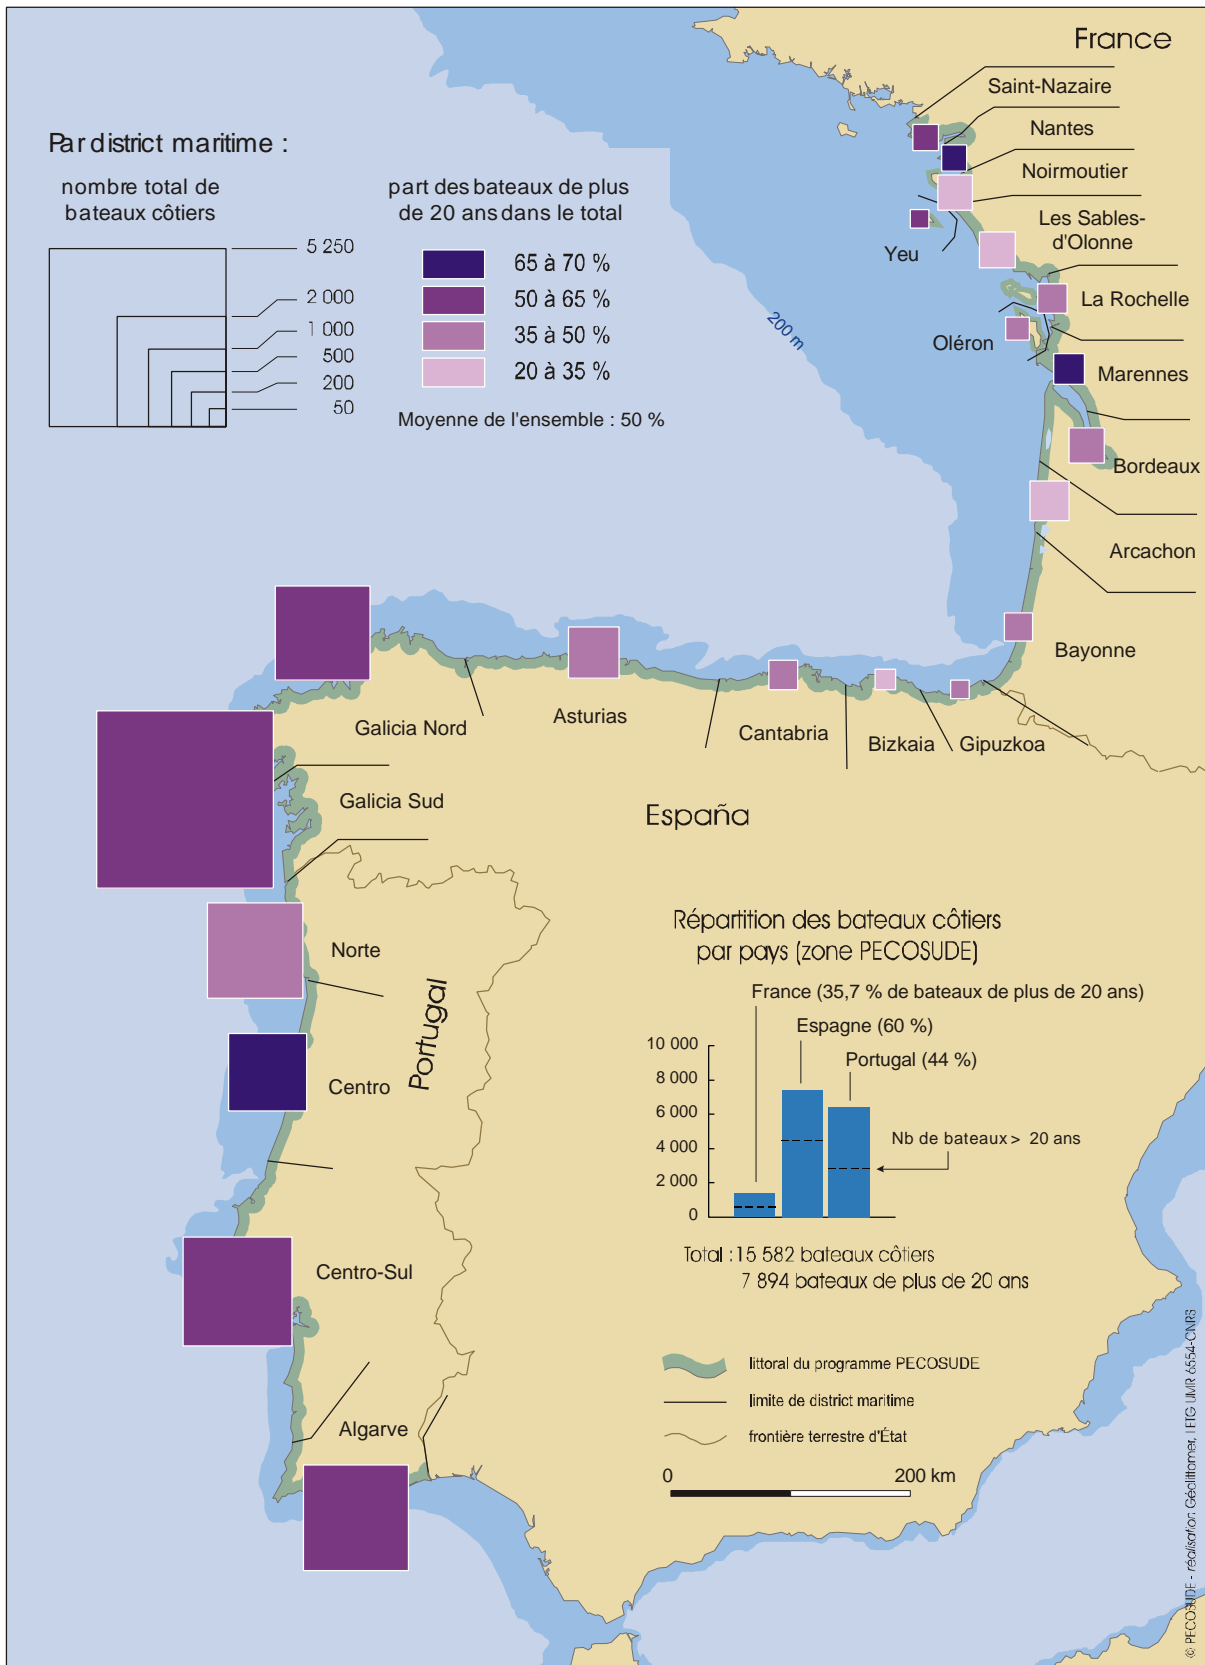 France
Saint-Nazaire
Nantes
Noirmoutier
Les Sables-
d'Olonne
Yeu
La Rochelle
Oléron
Marennes
Bordeaux
Arcachon
Bayonne
200 m
Par district maritime :
nombre total de
bateaux côtiers
5 250
2 000
1 000
500
200
50
part des bateaux de plus
de 20 ans dans le total
65 à 70 %
50 à 65 %
35 à 50 %
20 à 35 %
Moyenne de l'ensemble : 50 %
Galicia Nord
Asturias
Cantabria
Bizkaia
Gipuzkoa
Galicia Sud
España
Norte
Portugal
Centro
Centro-Sul
Algarve
Répartition des bateaux côtiers
par pays (zone PECOSUDE)
France (35,7 % de bateaux de plus de 20 ans)
Espagne (60 %)
Portugal (44 %)
10 000
8 000
6 000
4 000
2 000
0
Nb de bateaux > 20 ans
Total : 15 582 bateaux côtiers
7 894 bateaux de plus de 20 ans
littoral du programme PECOSUDE
limite de district maritime
frontière terrestre d'État
0 200 km
© PECOSUDE - réalisation Géolittomer, LETG UMR 6554-CNRS